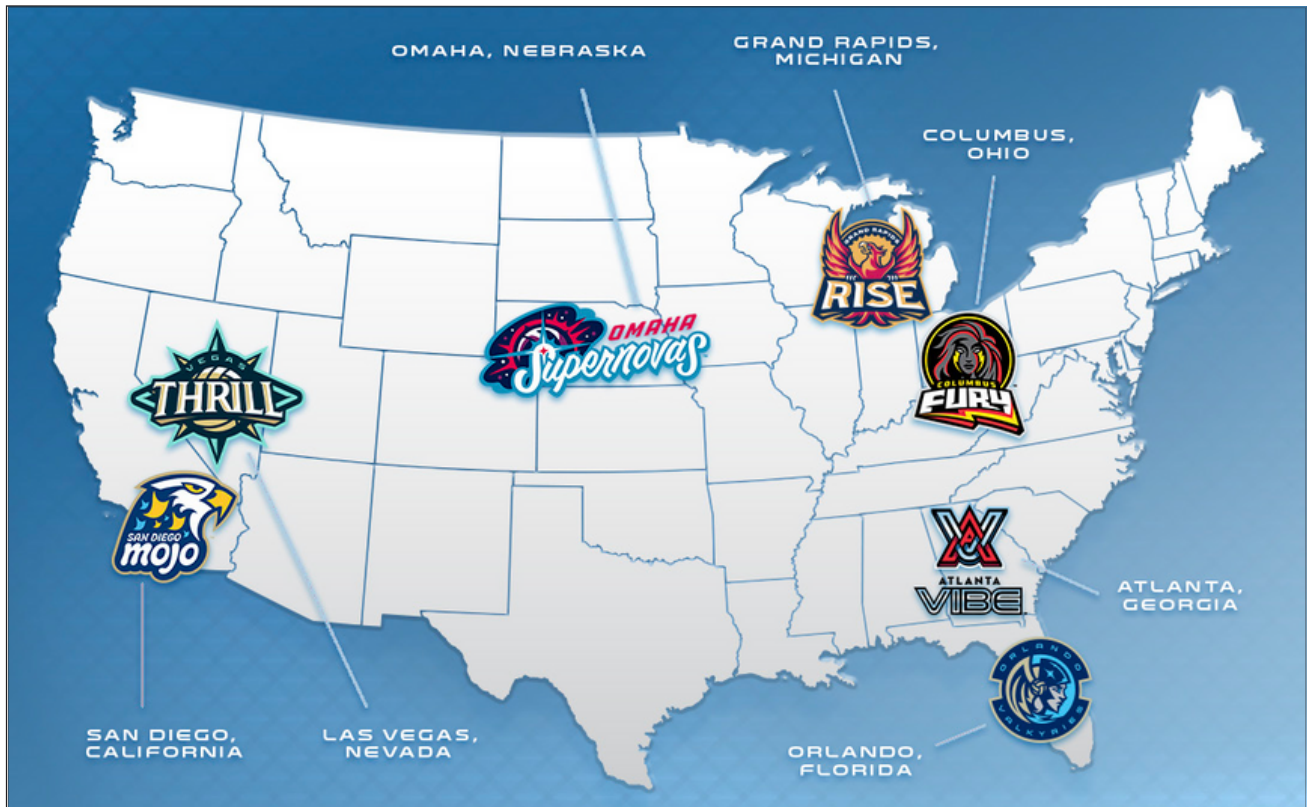 OMAHA, NEBRASKA
GRAND RAPIDS,
MICHIGAN
COLUMBUS,
OHIO
GRAND RAPIDS
RISE
OMAHA
Supernovas
VEGAS
THRILL
COLUMBUS
FURY
SAN DIEGO
mojo
ATLANTA
VIBE
ATLANTA,
GEORGIA
ORLANDO
VALKYRIES
SAN DIEGO,
CALIFORNIA
LAS VEGAS,
NEVADA
ORLANDO,
FLORIDA